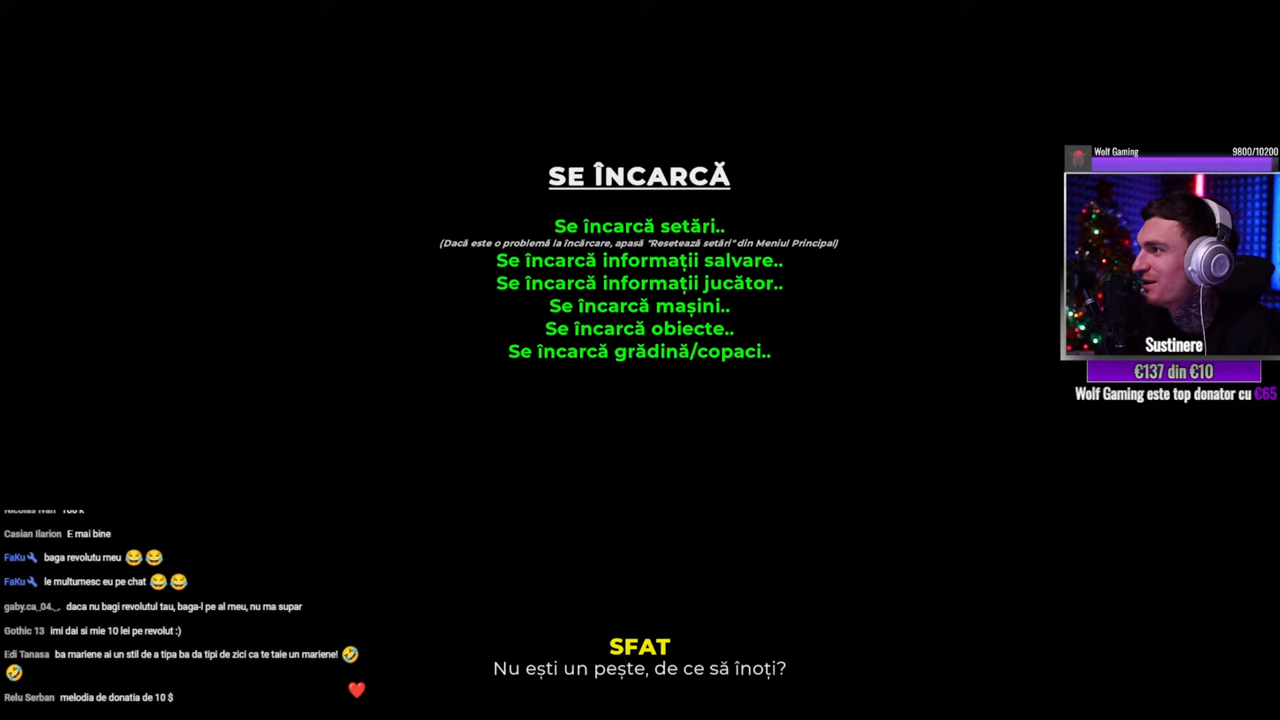 SE ÎNCARCĂ
Se încarcă setări..
(Dacă este o problemă la încărcare, apasă "Resetează setări" din Meniul Principal)
Se încarcă informații salvare..
Se încarcă informații jucător..
Se încarcă mașini..
Se încarcă obiecte..
Se încarcă grădină/copaci..
Wolf Gaming 9800/10200
Sustinere
€137 din €10
Wolf Gaming este top donator cu €65
Casian Ilarion E mai bine
FaKu baga revolutu meu 😂😂
FaKu le multumesc eu pe chat 😂😂
gaby.ca_04._. daca nu bagi revolutul tau, baga-l pe al meu, nu ma supar
Gothic 13 imi dai si mie 10 lei pe revolut :)
Edi Tanasa ba mariene ai un stil de a tipa ba da tipi de zici ca te taie un mariene! 🤣
🤣
Relu Serban melodia de donatia de 10 $
SFAT
Nu ești un pește, de ce să înoți?